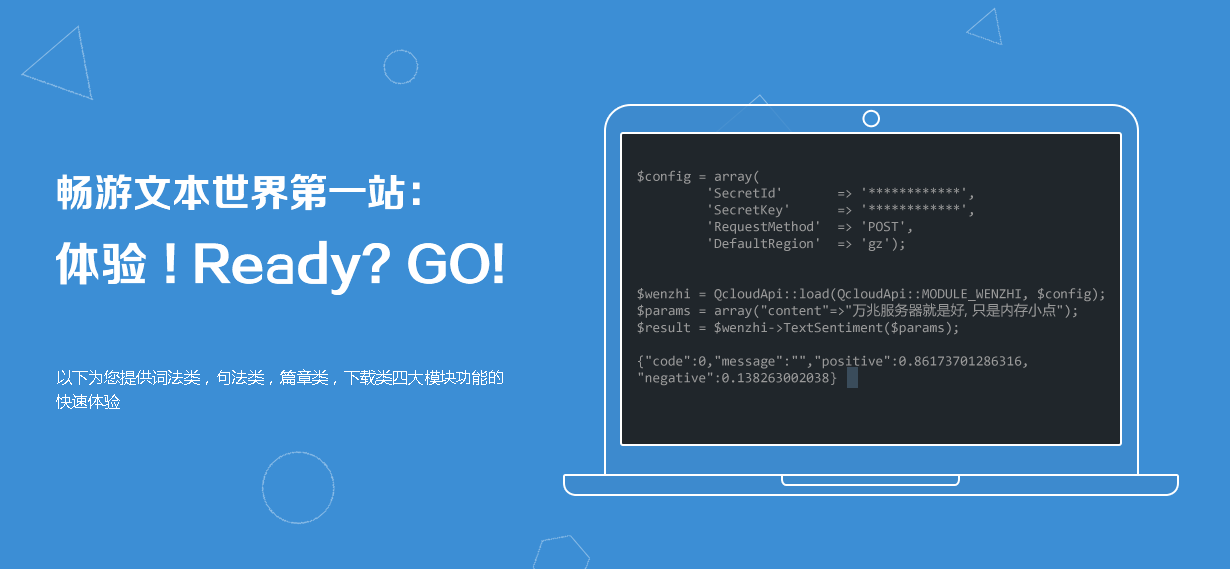 畅游文本世界第一站：
体验！Ready? GO!
以下为您提供词法类，句法类，篇章类，下载类四大模块功能的
快速体验
$config = array(
'SecretId' => '************',
'SecretKey' => '************',
'RequestMethod' => 'POST',
'DefaultRegion' => 'gz');
$wenzhi = QcloudApi::load(QcloudApi::MODULE_WENZHI, $config);
$params = array("content"=>"万兆服务器就是好,只是内存小点");
$result = $wenzhi->TextSentiment($params);
{"code":0,"message":"","positive":0.86173701286316,
"negative":0.138263002038}